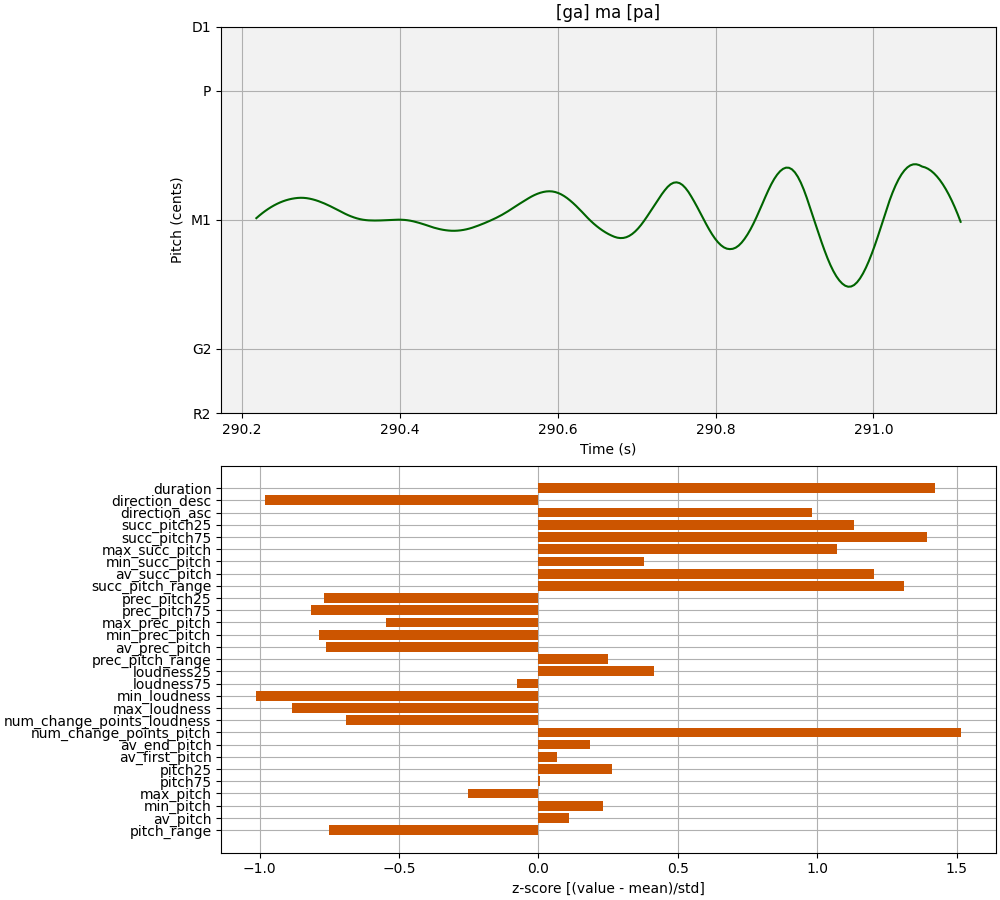 [ga] ma [pa]
D1
P
M1
G2
R2
Pitch (cents)
290.2 290.4 290.6 290.8 291.0
Time (s)
duration
direction_desc
direction_asc
succ_pitch25
succ_pitch75
max_succ_pitch
min_succ_pitch
av_succ_pitch
succ_pitch_range
prec_pitch25
prec_pitch75
max_prec_pitch
min_prec_pitch
av_prec_pitch
prec_pitch_range
loudness25
loudness75
min_loudness
max_loudness
num_change_points_loudness
num_change_points_pitch
av_end_pitch
av_first_pitch
pitch25
pitch75
max_pitch
min_pitch
av_pitch
pitch_range
−1.0 −0.5 0.0 0.5 1.0 1.5
z-score [(value - mean)/std]